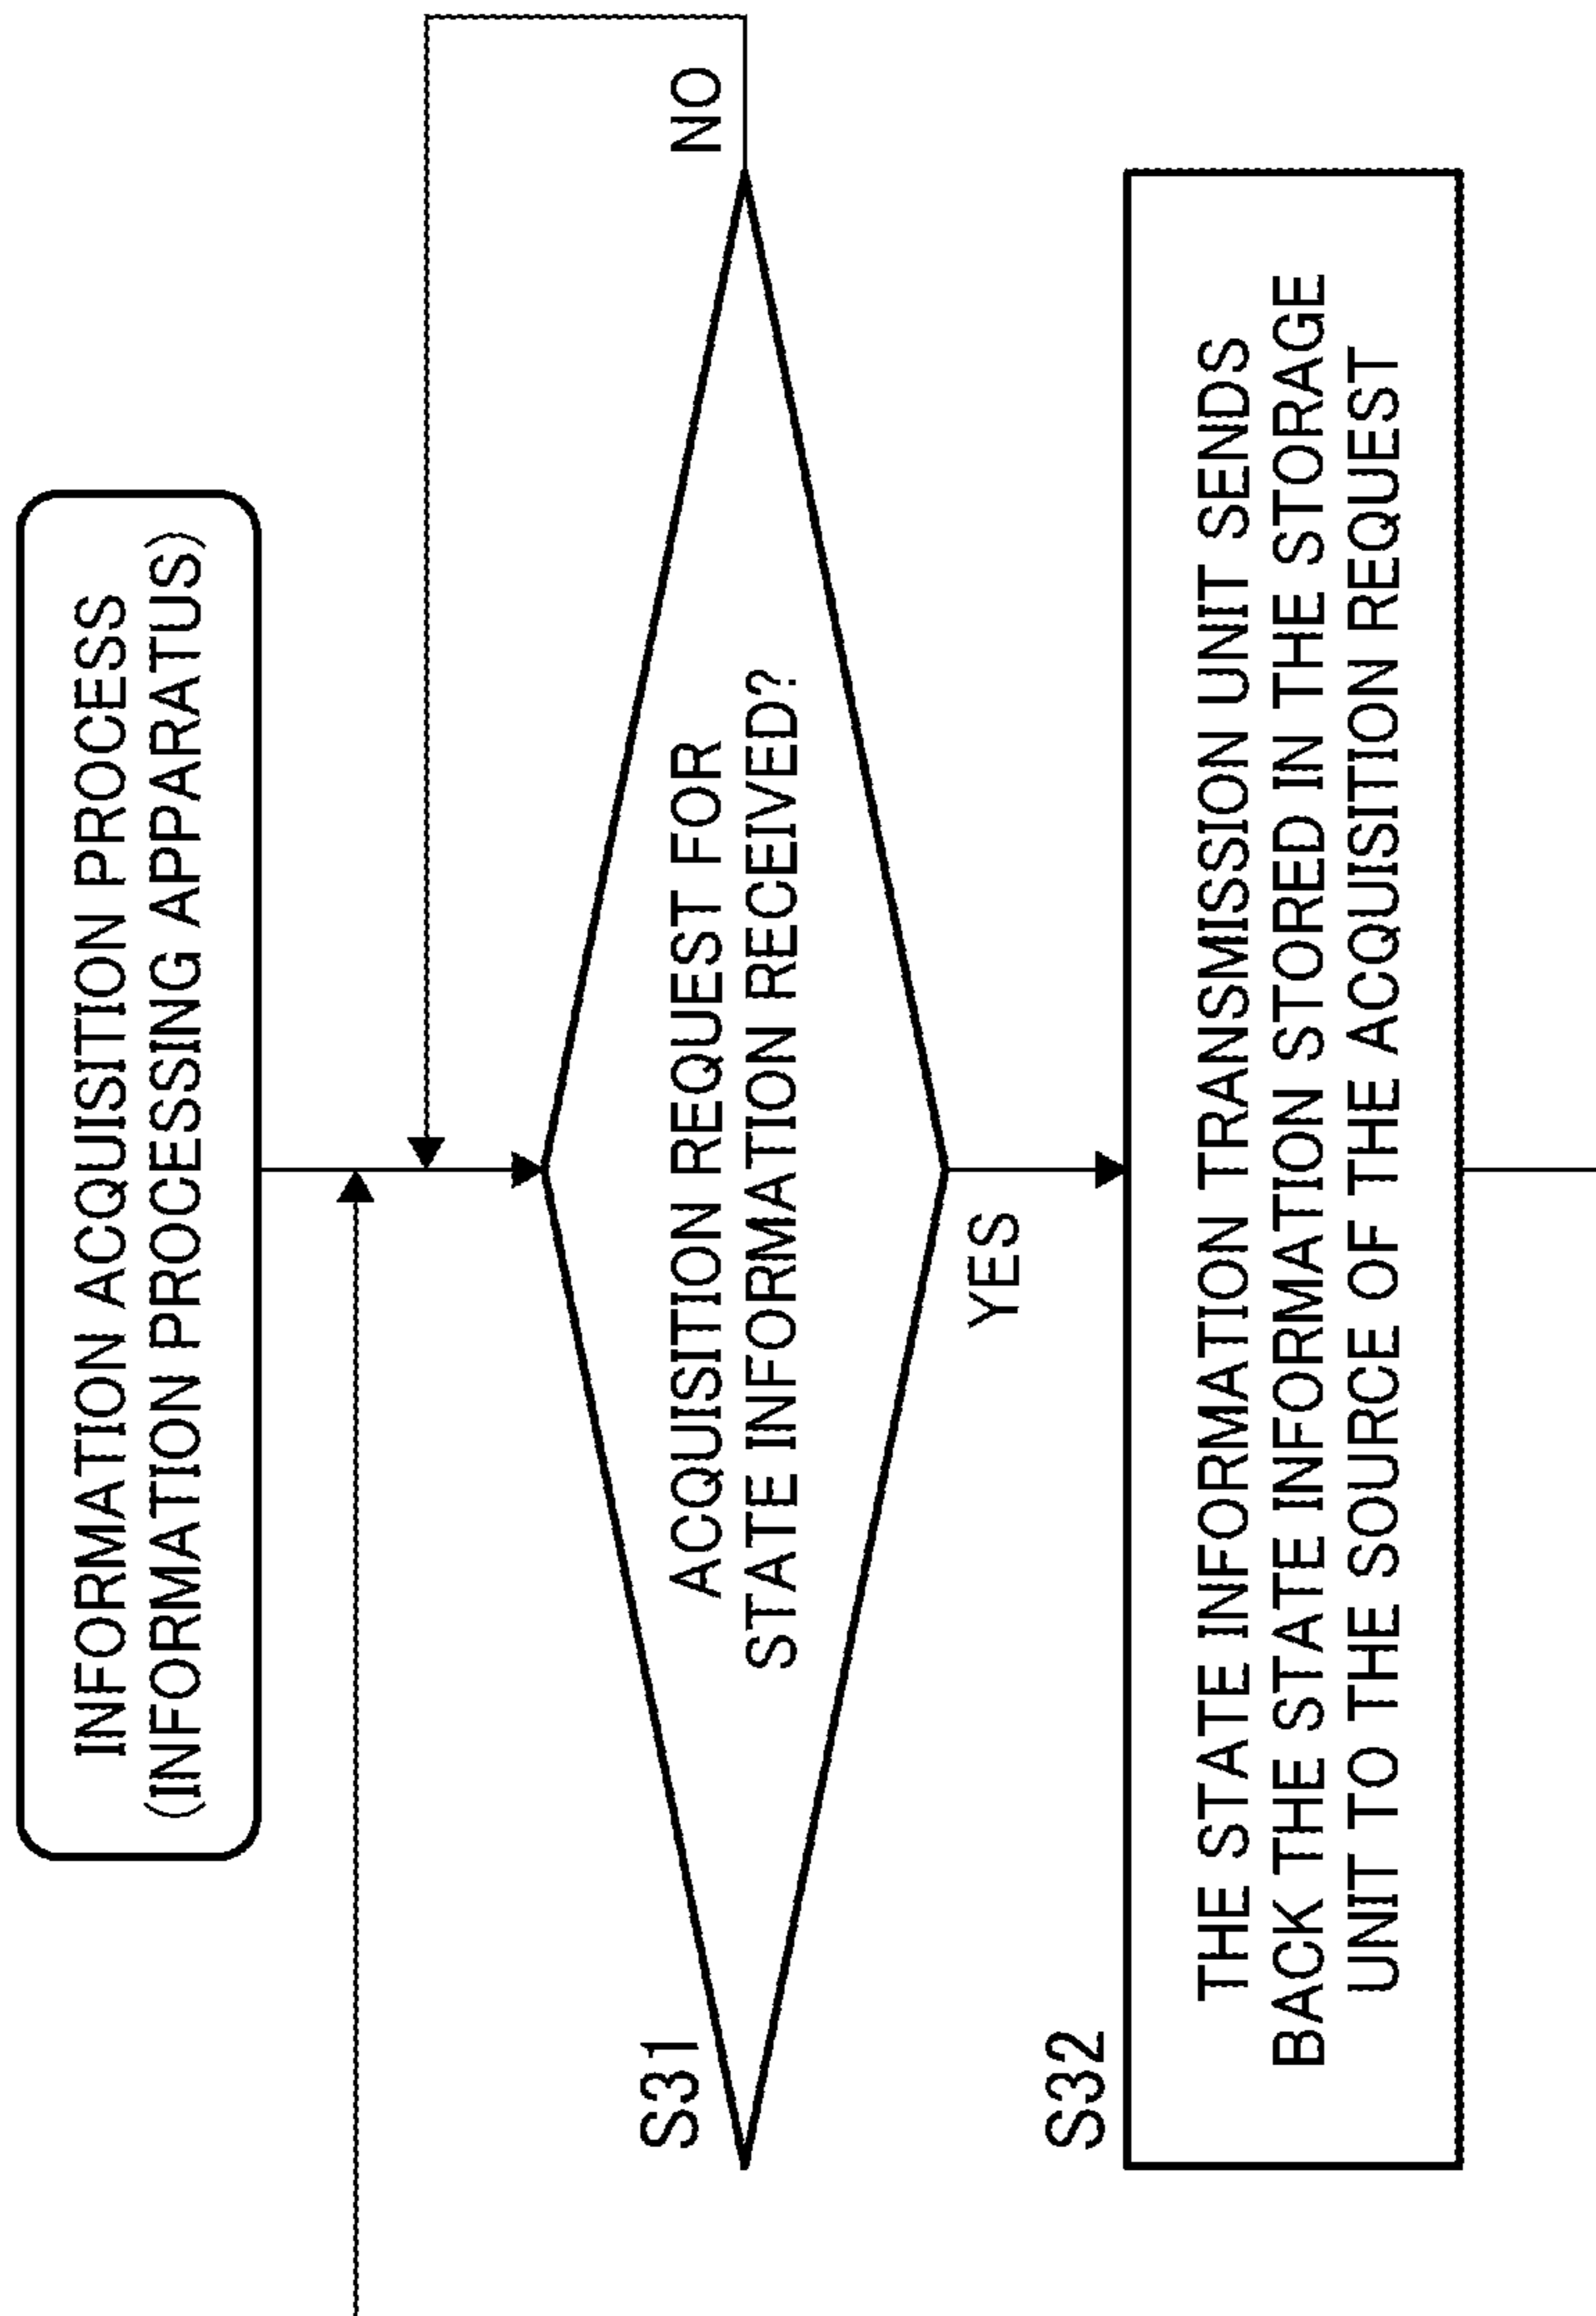 INFORMATION ACQUISITION PROCESS
(INFORMATION PROCESSING APPARATUS)
S31
ACQUISITION REQUEST FOR
STATE INFORMATION RECEIVED?
NO
YES
S32
THE STATE INFORMATION TRANSMISSION UNIT SENDS
BACK THE STATE INFORMATION STORED IN THE STORAGE
UNIT TO THE SOURCE OF THE ACQUISITION REQUEST